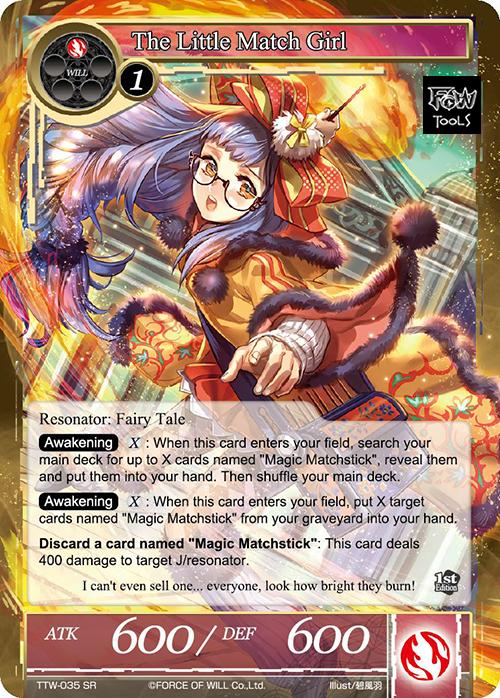 The Little Match Girl
WILL
1
FOW
TOOLS
Resonator: Fairy Tale
Awakening X : When this card enters your field, search your
main deck for up to X cards named "Magic Matchstick", reveal them
and put them into your hand. Then shuffle your main deck.
Awakening X : When this card enters your field, put X target
cards named "Magic Matchstick" from your graveyard into your hand.
Discard a card named "Magic Matchstick": This card deals
400 damage to target J/resonator.
I can't even sell one... everyone, look how bright they burn!
1st
Edition
ATK 600 / DEF 600
TTW-035 SR ©FORCE OF WILL Co.,Ltd. Illust/碧風羽